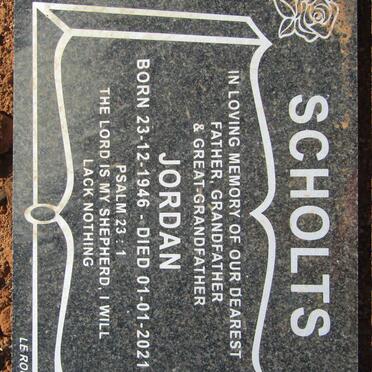 SCHOLTS
IN LOVING MEMORY OF OUR DEAREST
FATHER, GRANDFATHER
& GREAT-GRANDFATHER
JORDAN
BORN 23-12-1946 - DIED 01-01-2021
PSALM 23 : 1
THE LORD IS MY SHEPHERD, I WILL
LACK NOTHING